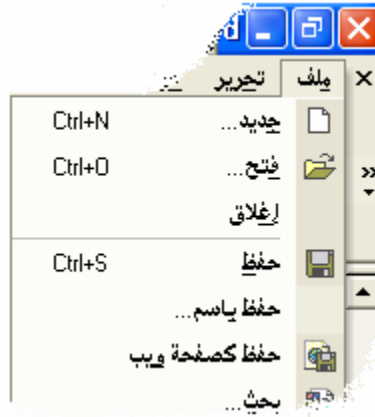 d
ملف تحرير
جديد... Ctrl+N
فتح... Ctrl+O
إغلاق
حفظ Ctrl+S
حفظ باسم...
حفظ كصفحة ويب
بحث...